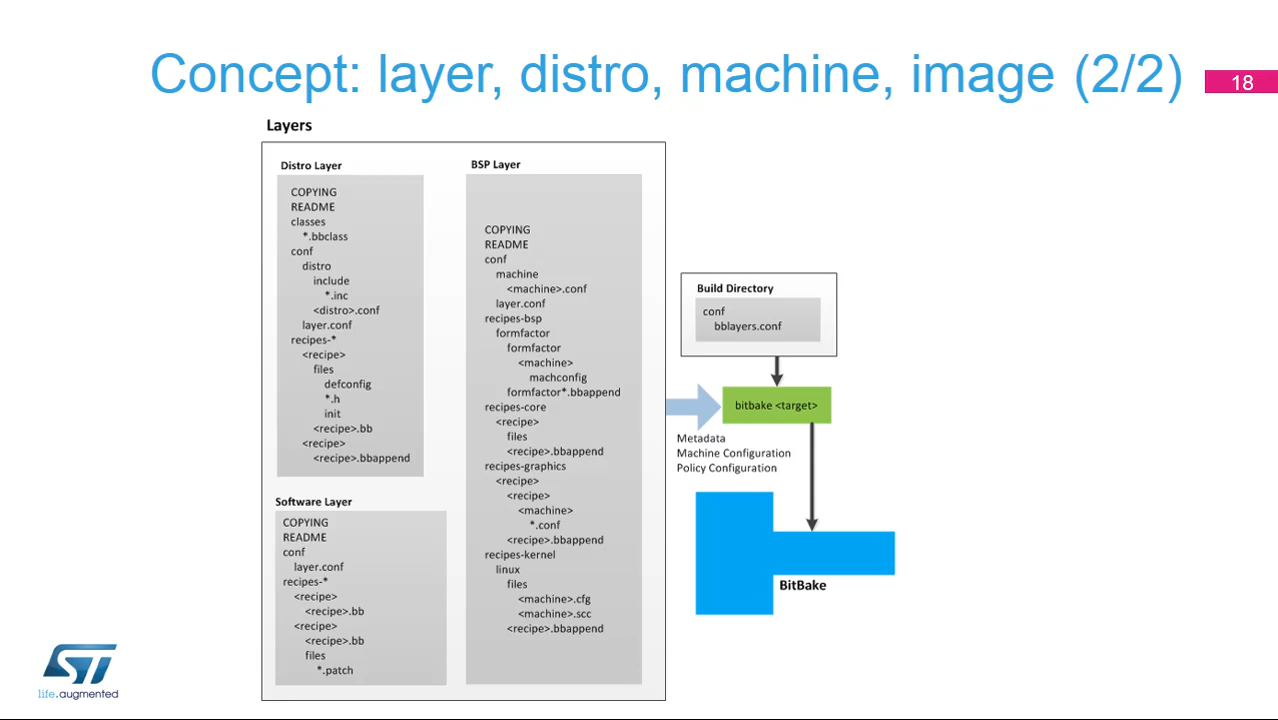 Concept: layer, distro, machine, image (2/2)
18
Layers
Distro Layer
COPYING
README
classes
*.bbclass
conf
distro
include
*.inc
<distro>.conf
layer.conf
recipes-*
<recipe>
files
defconfig
*.h
init
<recipe>.bb
<recipe>
<recipe>.bbappend
Software Layer
COPYING
README
conf
layer.conf
recipes-*
<recipe>
<recipe>.bb
<recipe>
<recipe>.bb
files
*.patch
BSP Layer
COPYING
README
conf
machine
<machine>.conf
layer.conf
recipes-bsp
formfactor
formfactor
<machine>
machconfig
formfactor*.bbappend
recipes-core
<recipe>
files
<recipe>.bbappend
recipes-graphics
<recipe>
<recipe>
<machine>
*.conf
<recipe>.bbappend
recipes-kernel
linux
files
<machine>.cfg
<machine>.scc
<recipe>.bbappend
Build Directory
conf
bblayers.conf
bitbake <target>
Metadata
Machine Configuration
Policy Configuration
BitBake
ST
life.augmented